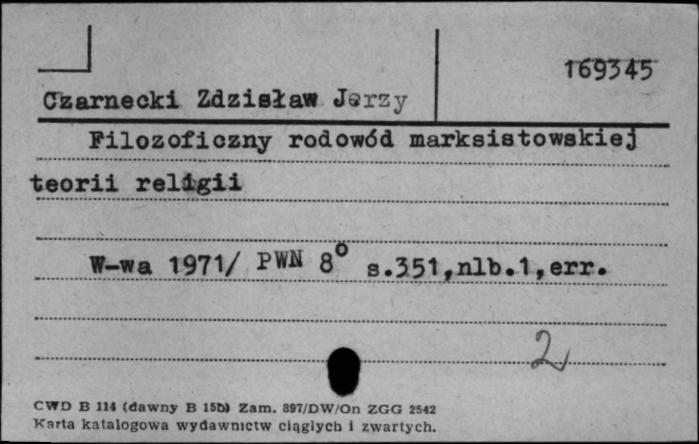 169345
Czarnecki Zdzisław Jerzy
Filozoficzny rodowód marksistowskiej
teorii religii
W-wa 1971/ PWN 8° s.351,nlb.1,err.
2
CWD B 114 (dawny B 15b) Zam. 897/DW/On ZGG 2542
Karta katalogowa wydawnictw ciągłych i zwartych.